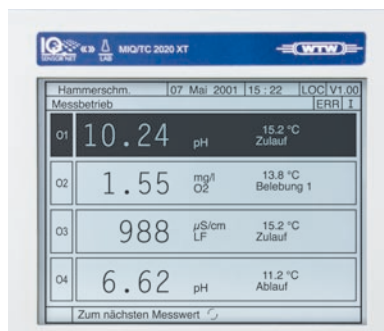 IQ SENSOR NET LAB MIQ/TC 2020 XT WTW
Hammerschm. 07 Mai 2001 15 : 22 LOC V1.00
Messbetrieb ERR I
01 10.24 pH 15.2 °C Zulauf
02 1.55 mg/l O2 13.8 °C Belebung 1
03 988 µS/cm LF 15.2 °C Zulauf
04 6.62 pH 11.2 °C Ablauf
Zum nächsten Messwert